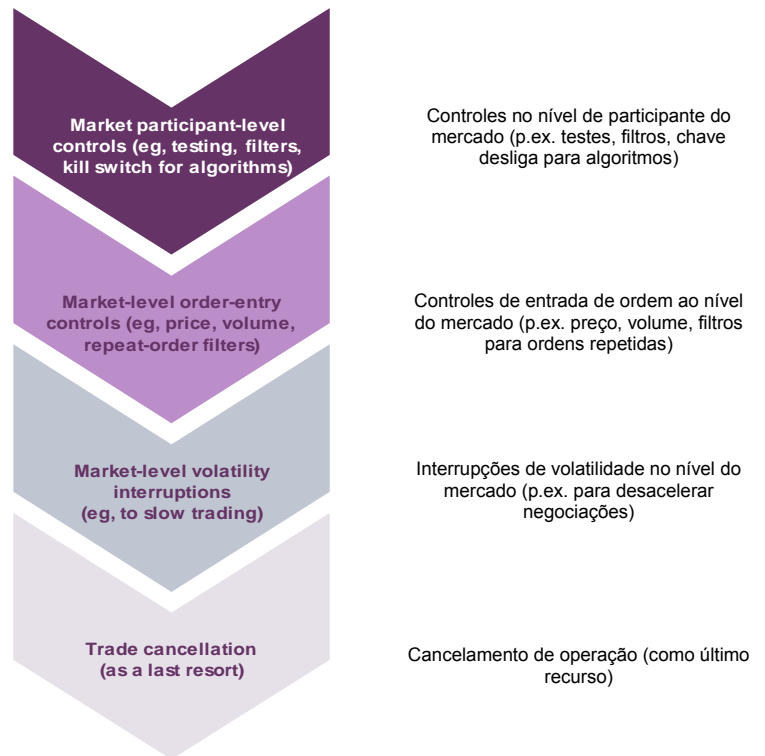 Market participant-level
controls (eg, testing, filters,
kill switch for algorithms)
Controles no nível de participante do
mercado (p.ex. testes, filtros, chave
desliga para algoritmos)
Market-level order-entry
controls (eg, price, volume,
repeat-order filters)
Controles de entrada de ordem ao nível
do mercado (p.ex. preço, volume, filtros
para ordens repetidas)
Market-level volatility
interruptions
(eg, to slow trading)
Interrupções de volatilidade no nível do
mercado (p.ex. para desacelerar
negociações)
Trade cancellation
(as a last resort)
Cancelamento de operação (como último
recurso)